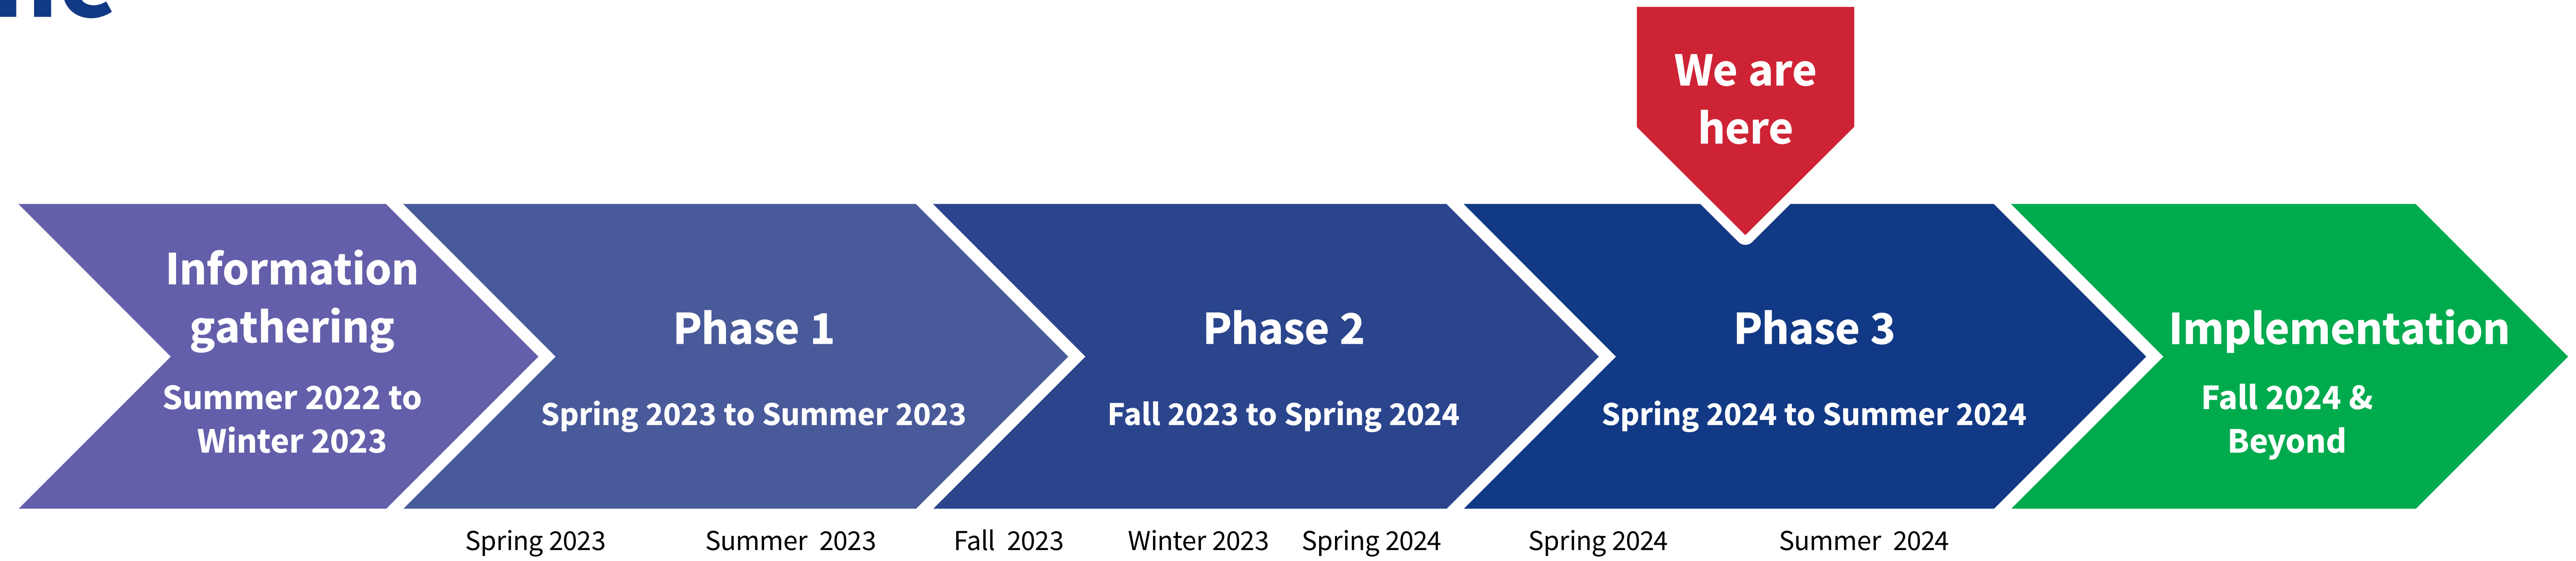 We are
here
Information
gathering
Summer 2022 to
Winter 2023
Phase 1
Spring 2023 to Summer 2023
Phase 2
Fall 2023 to Spring 2024
Phase 3
Spring 2024 to Summer 2024
Implementation
Fall 2024 &
Beyond
Spring 2023
Summer 2023
Fall 2023
Winter 2023
Spring 2024
Spring 2024
Summer 2024